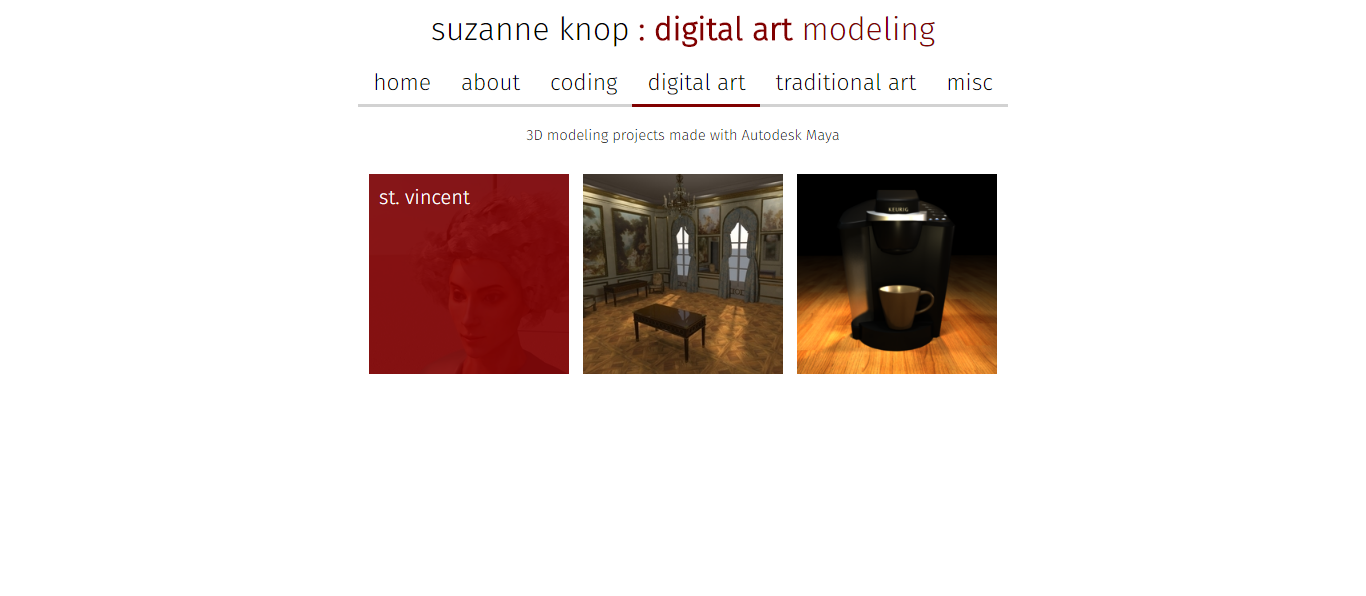 suzanne knop : digital art modeling
home about coding digital art traditional art misc
3D modeling projects made with Autodesk Maya
st. vincent
KEURIG